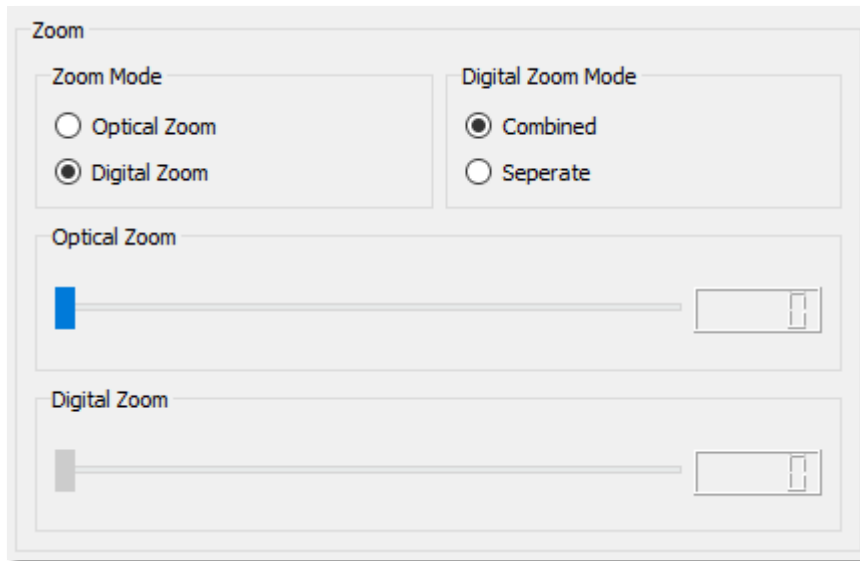 Zoom
Zoom Mode
Optical Zoom
Digital Zoom
Digital Zoom Mode
Combined
Seperate
Optical Zoom
0
Digital Zoom
0